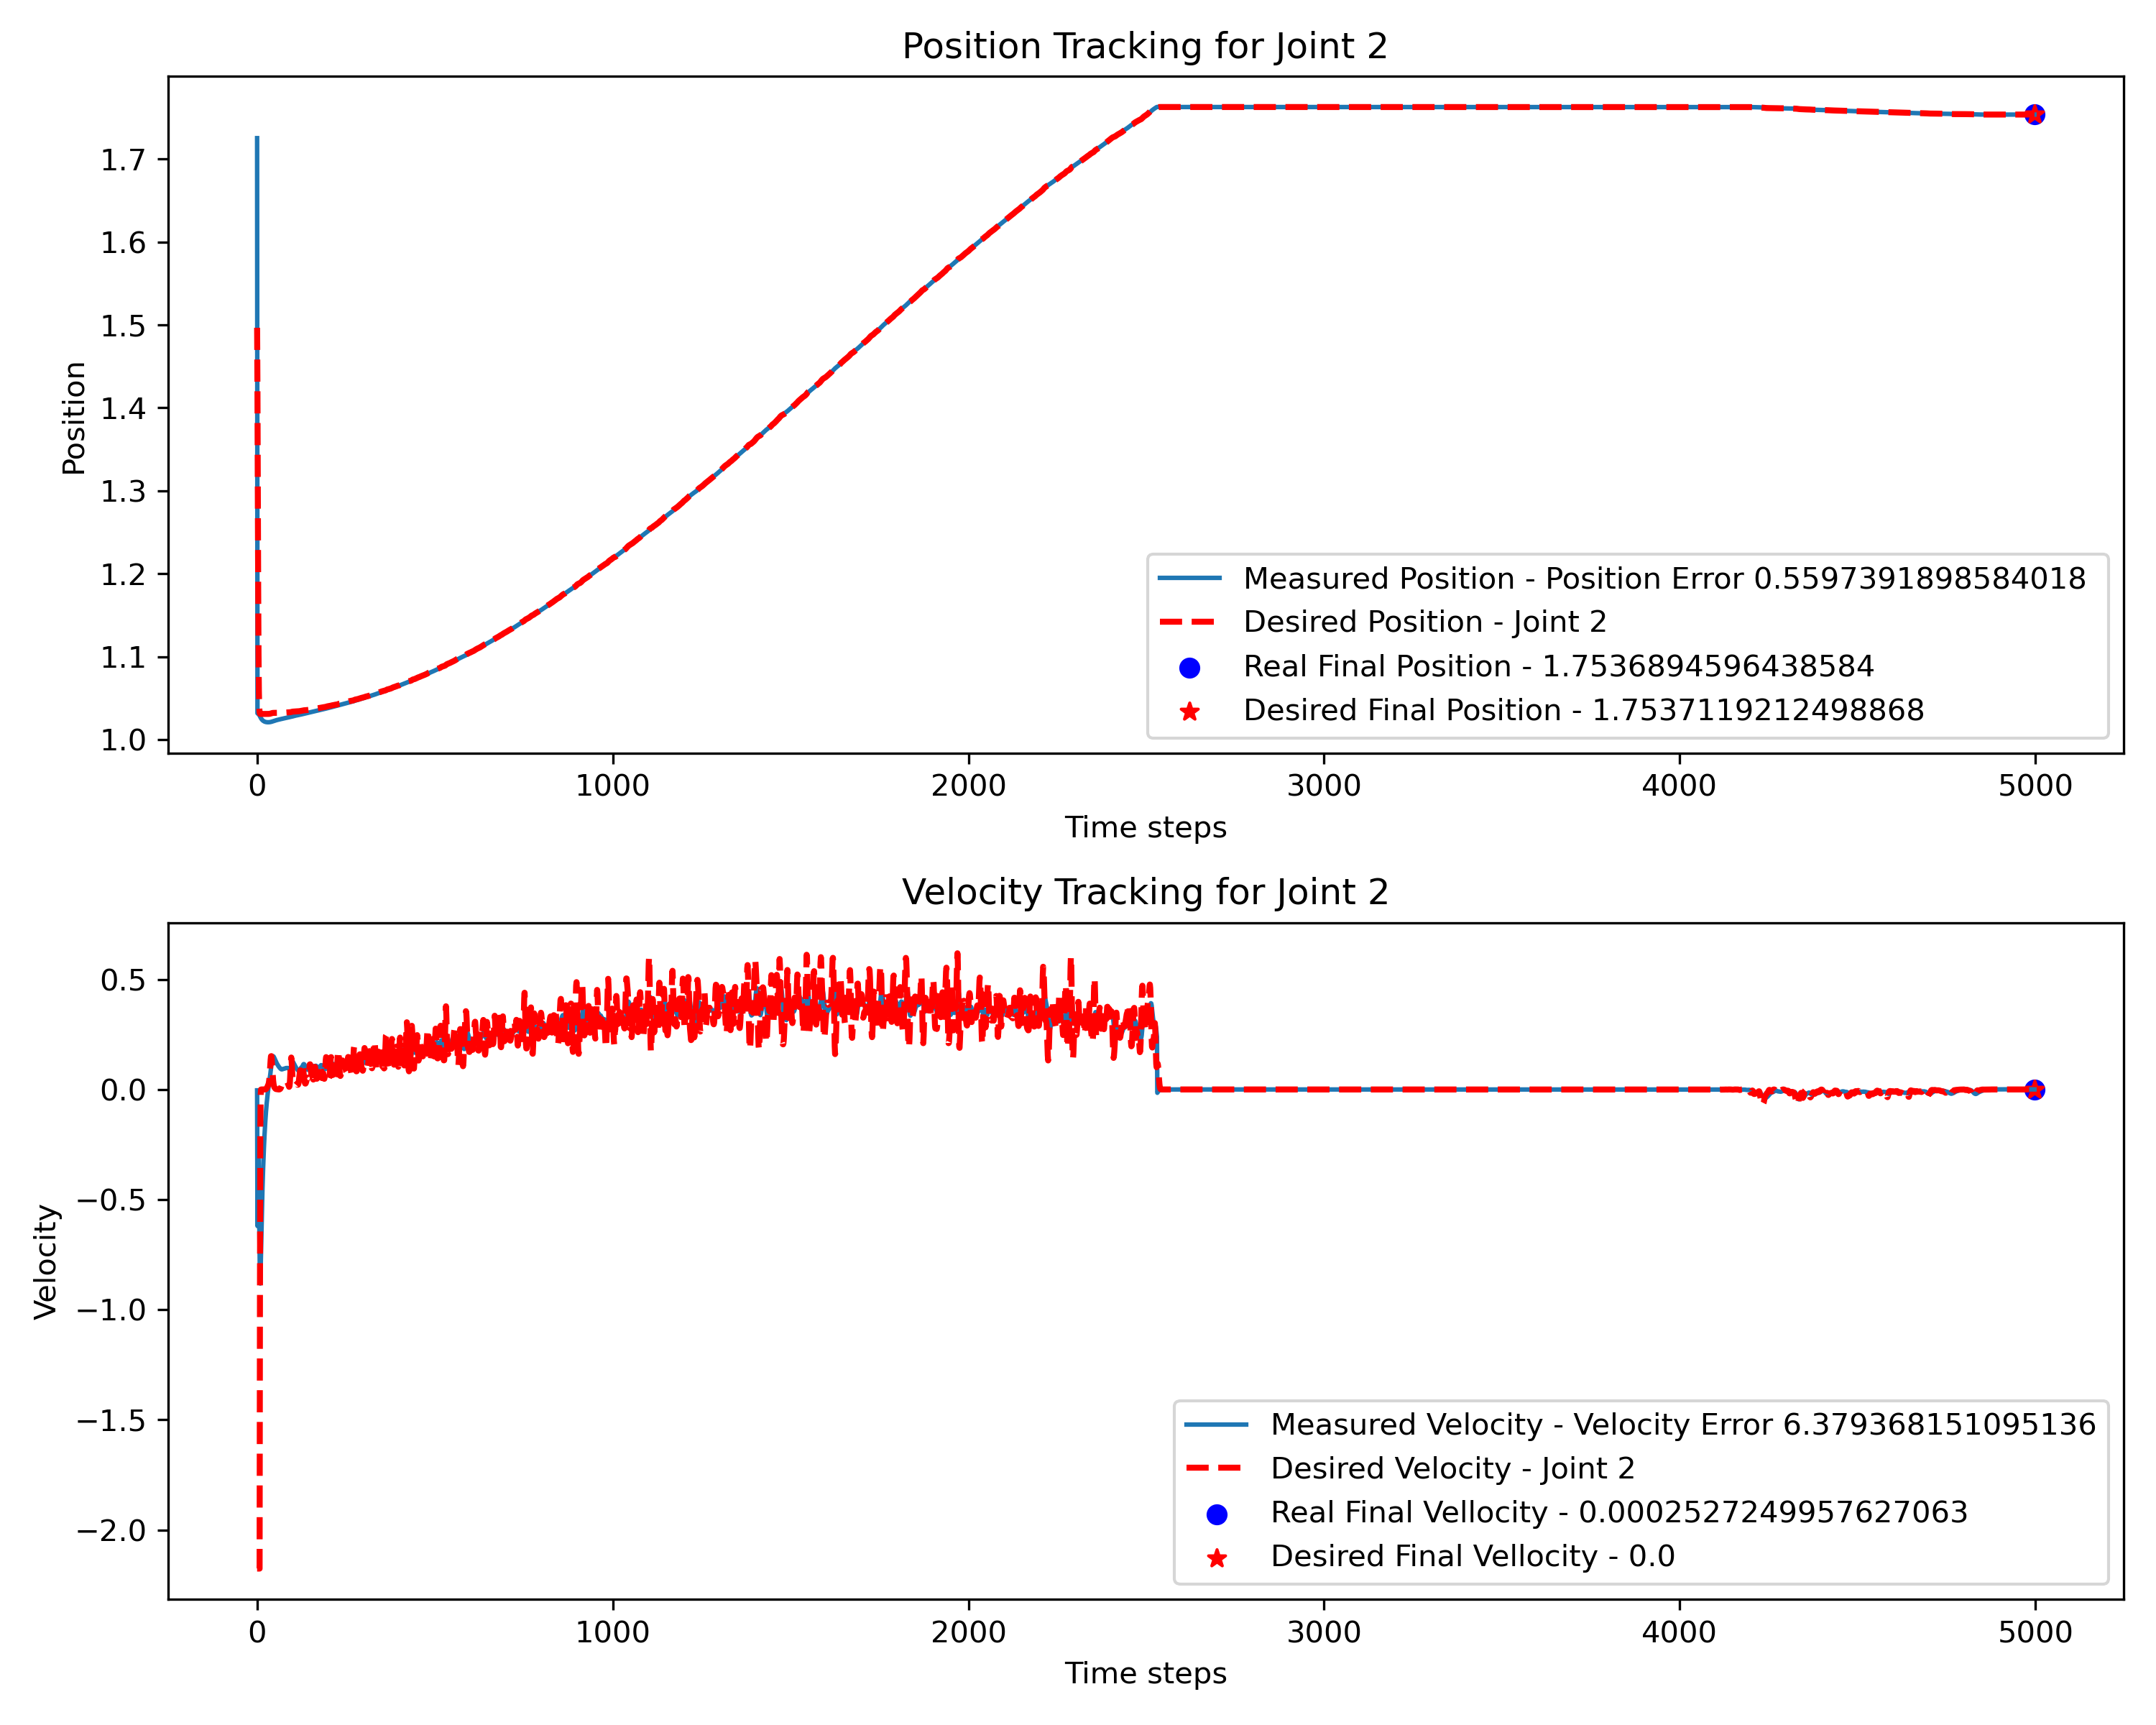 Position Tracking for Joint 2
Position
1.7
1.6
1.5
1.4
1.3
1.2
1.1
1.0
Measured Position - Position Error 0.5597391898584018
Desired Position - Joint 2
Real Final Position - 1.7536894596438584
Desired Final Position - 1.7537119212498868
0 1000 2000 3000 4000 5000
Time steps
Velocity Tracking for Joint 2
Velocity
0.5
0.0
−0.5
−1.0
−1.5
−2.0
Measured Velocity - Velocity Error 6.379368151095136
Desired Velocity - Joint 2
Real Final Vellocity - 0.0002527249957627063
Desired Final Vellocity - 0.0
0 1000 2000 3000 4000 5000
Time steps